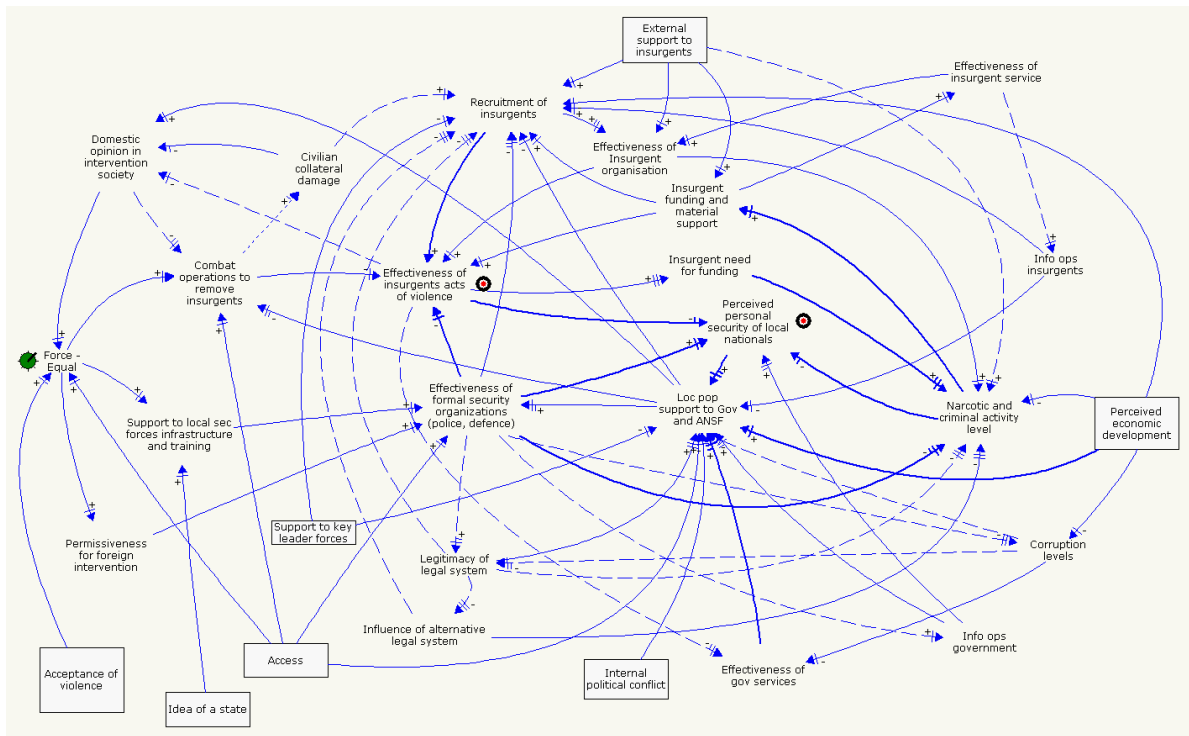 External
support to
insurgents
Effectiveness of
insurgent service
Recruitment of
insurgents
Domestic
opinion in
intervention
society
Civilian
collateral
damage
Effectiveness
of Insurgent
organisation
Insurgent
funding and
material
support
Combat
operations to
remove
insurgents
Effectiveness of
insurgents acts
of violence
Insurgent need
for funding
Info ops
insurgents
Perceived
personal
security of local
nationals
Force -
Equal
Effectiveness of
formal security
organizations
(police, defence)
Loc pop
support to Gov
and ANSF
Narcotic and
criminal activity
level
Perceived
economic
development
Support to local sec
forces infrastructure
and training
Support to key
leader forces
Permissiveness
for foreign
intervention
Legitimacy of
legal system
Corruption
levels
Influence of alternative
legal system
Info ops
government
Access
Acceptance of
violence
Internal
political conflict
Effectiveness of
gov services
Idea of a state